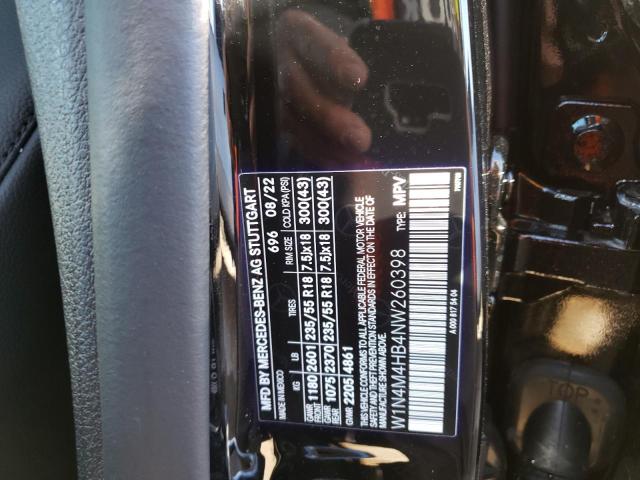 MFD BY MERCEDES-BENZ AG STUTTGART
MADE IN MEXICO 696 08/22
KG LB TIRES RIM SIZE COLD KPA(PSI)
GAWR FRONT 1180 2601 235/55 R18 7.5Jx18 300(43)
GAWR REAR 1075 2370 235/55 R18 7.5Jx18 300(43)
GVWR 2205 4861
THIS VEHICLE CONFORMS TO ALL APPLICABLE FEDERAL MOTOR VEHICLE
SAFETY AND THEFT PREVENTION STANDARDS IN EFFECT ON THE DATE OF
MANUFACTURE SHOWN ABOVE.
W1N4M4HB4NW260398 TYPE: MPV
A 000 817 54 04
TOP